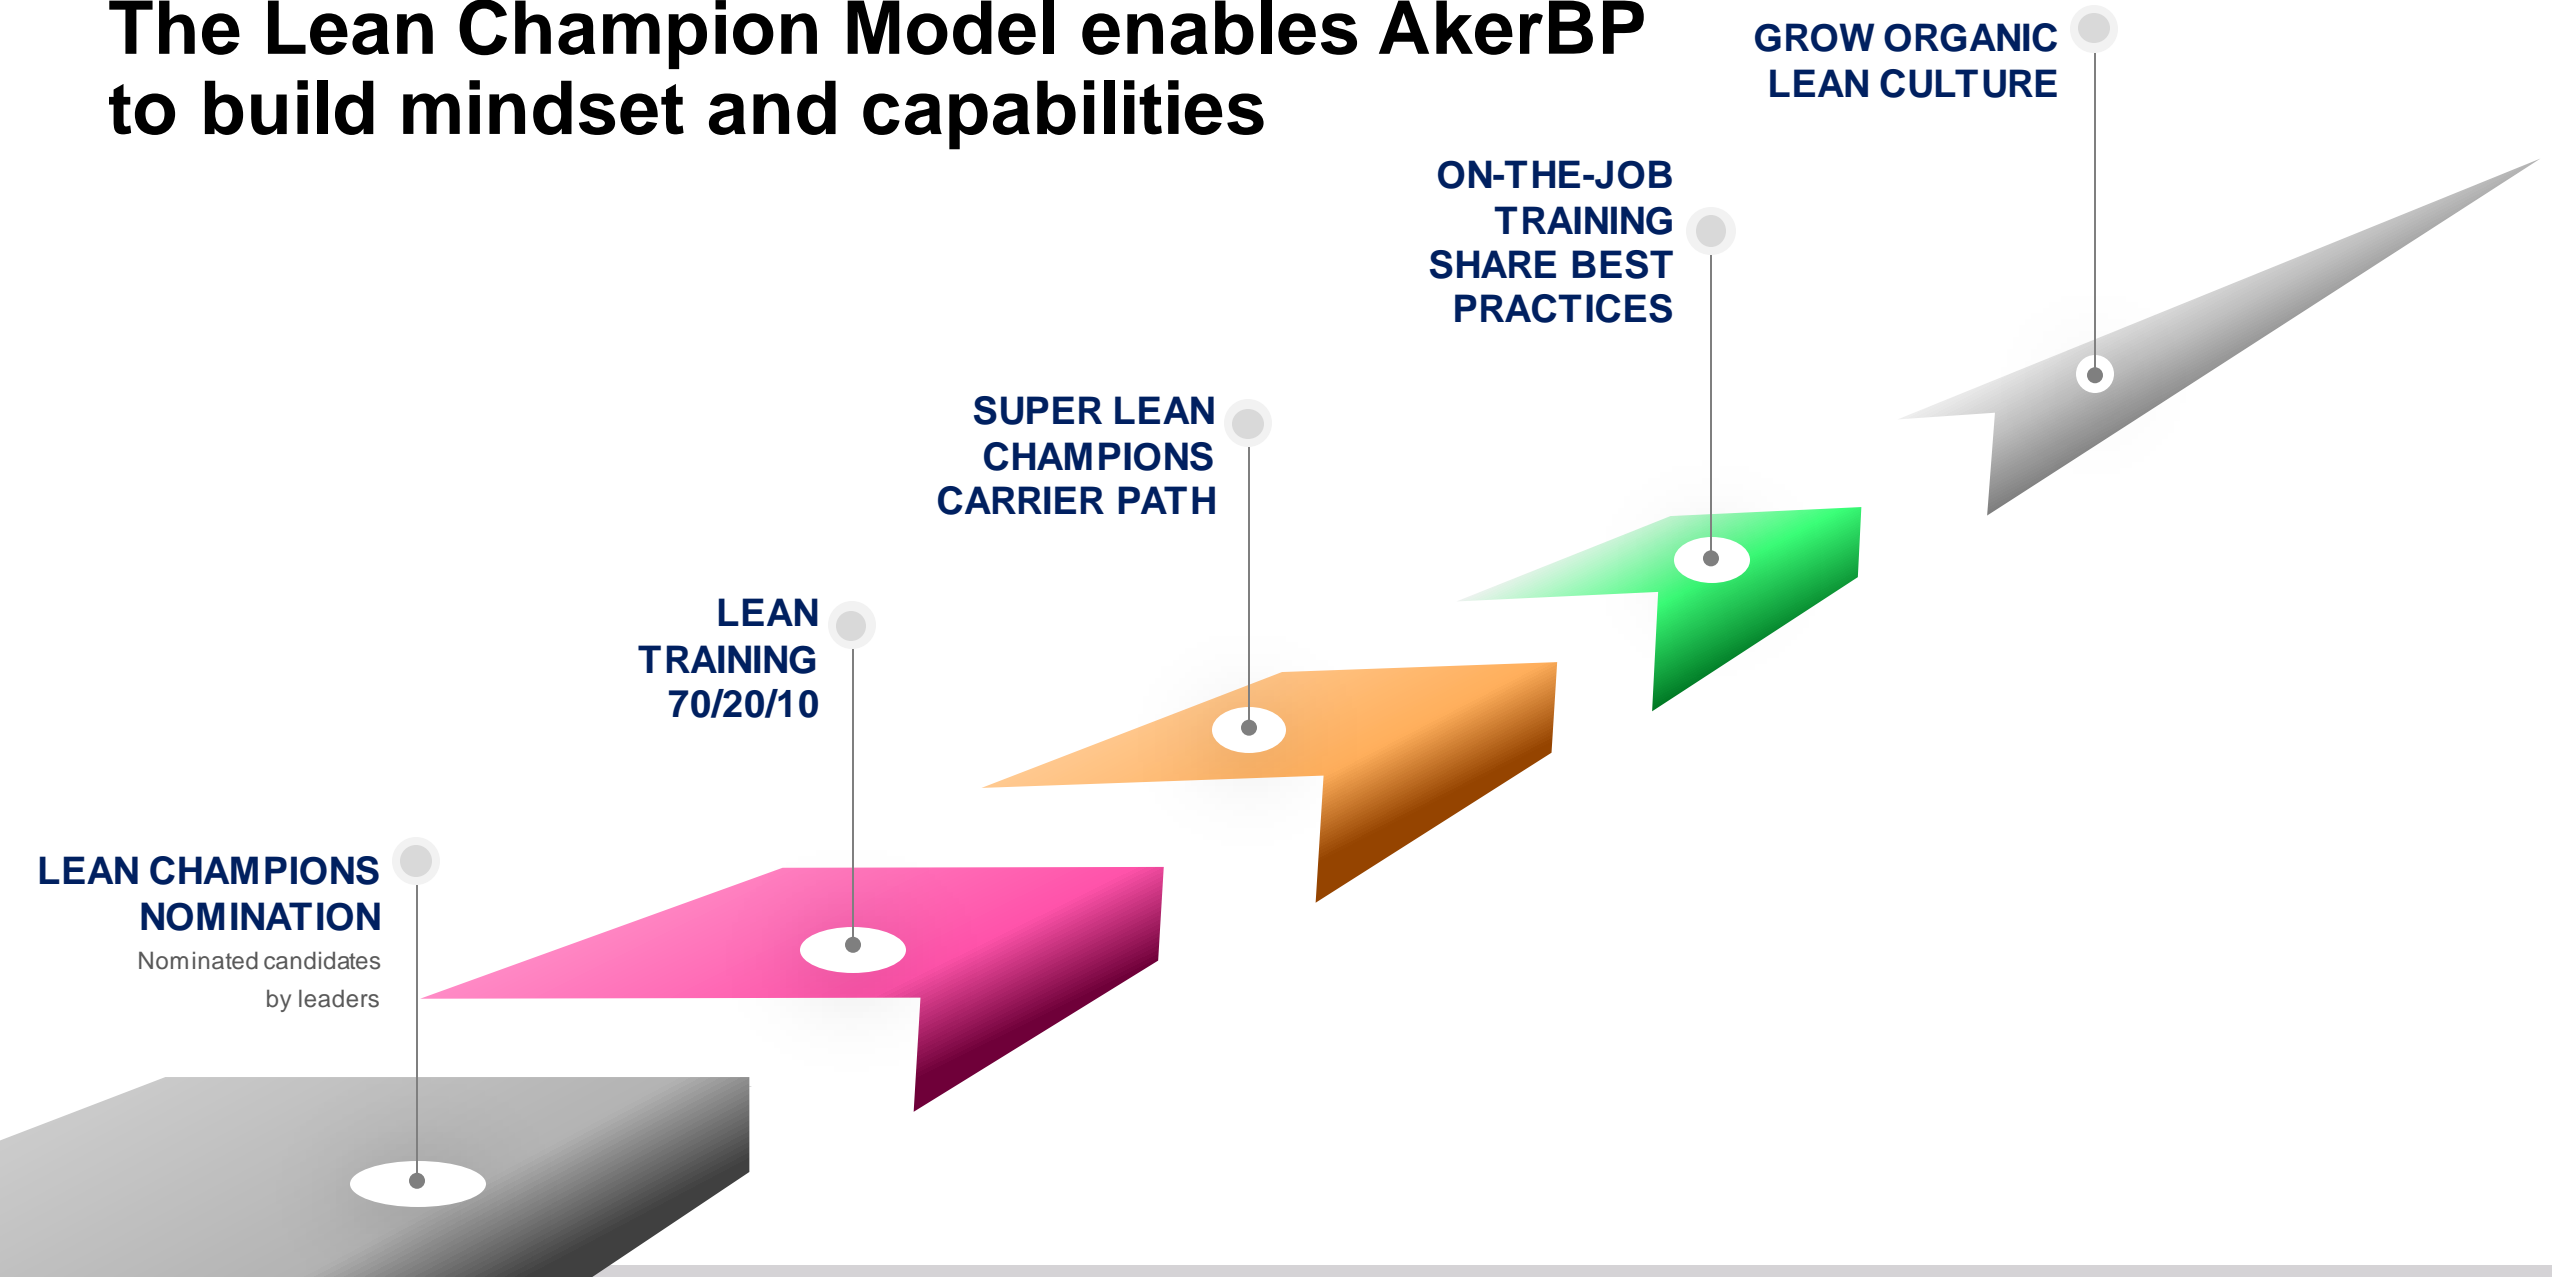 The Lean Champion Model enables AkerBP
to build mindset and capabilities
GROW ORGANIC
LEAN CULTURE
ON-THE-JOB
TRAINING
SHARE BEST
PRACTICES
SUPER LEAN
CHAMPIONS
CARRIER PATH
LEAN
TRAINING
70/20/10
LEAN CHAMPIONS
NOMINATION
Nominated candidates
by leaders